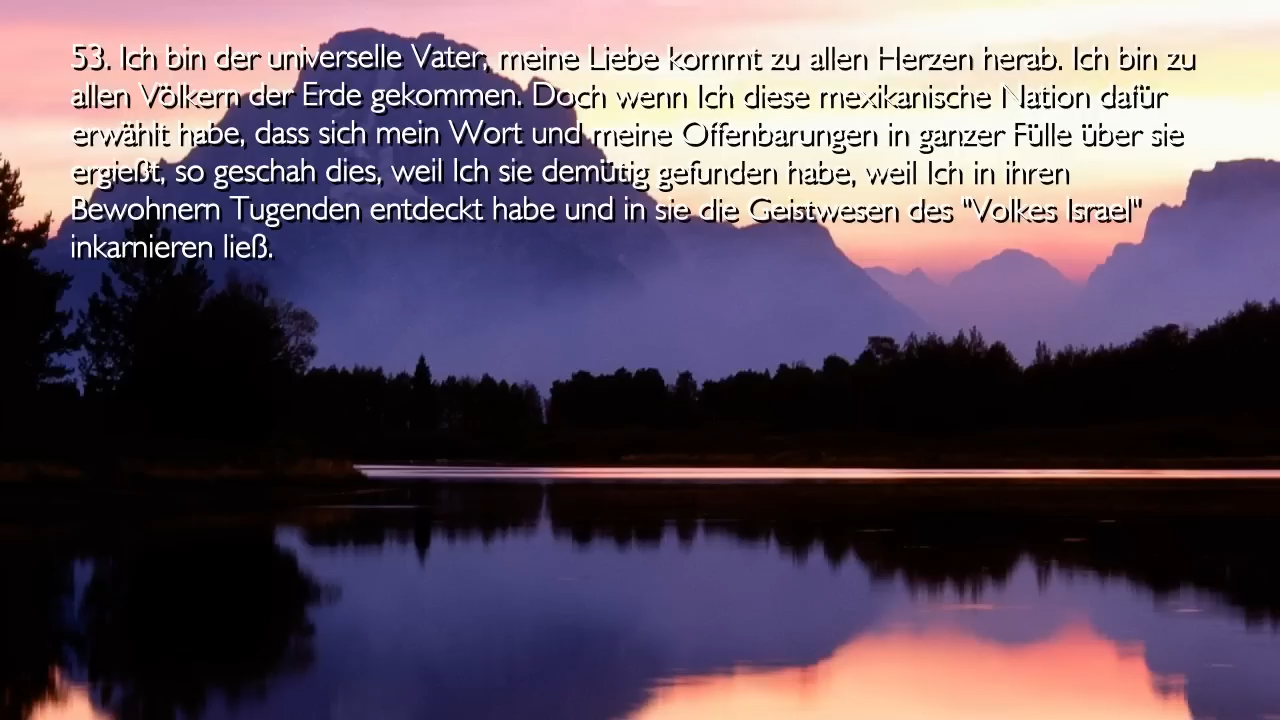 53. Ich bin der universelle Vater, meine Liebe kommt zu allen Herzen herab. Ich bin zu
allen Völkern der Erde gekommen. Doch wenn Ich diese mexikanische Nation dafür
erwählt habe, dass sich mein Wort und meine Offenbarungen in ganzer Fülle über sie
ergießt, so geschah dies, weil Ich sie demütig gefunden habe, weil Ich in ihren
Bewohnern Tugenden entdeckt habe und in sie die Geistwesen des "Volkes Israel"
inkarnieren ließ.